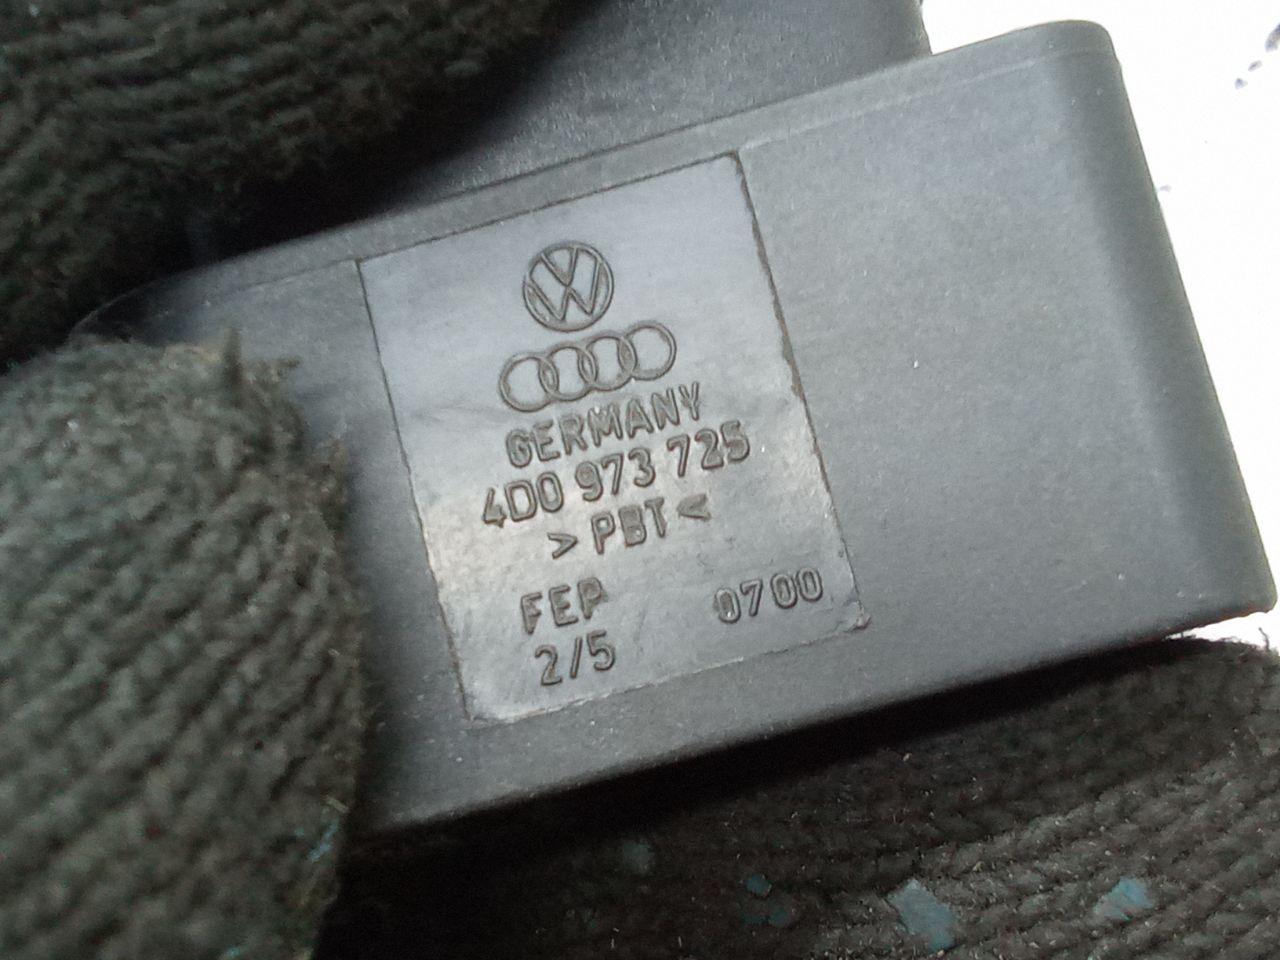 GERMANY
4D0 973 725
> PBT <
FEP 0700
2/5